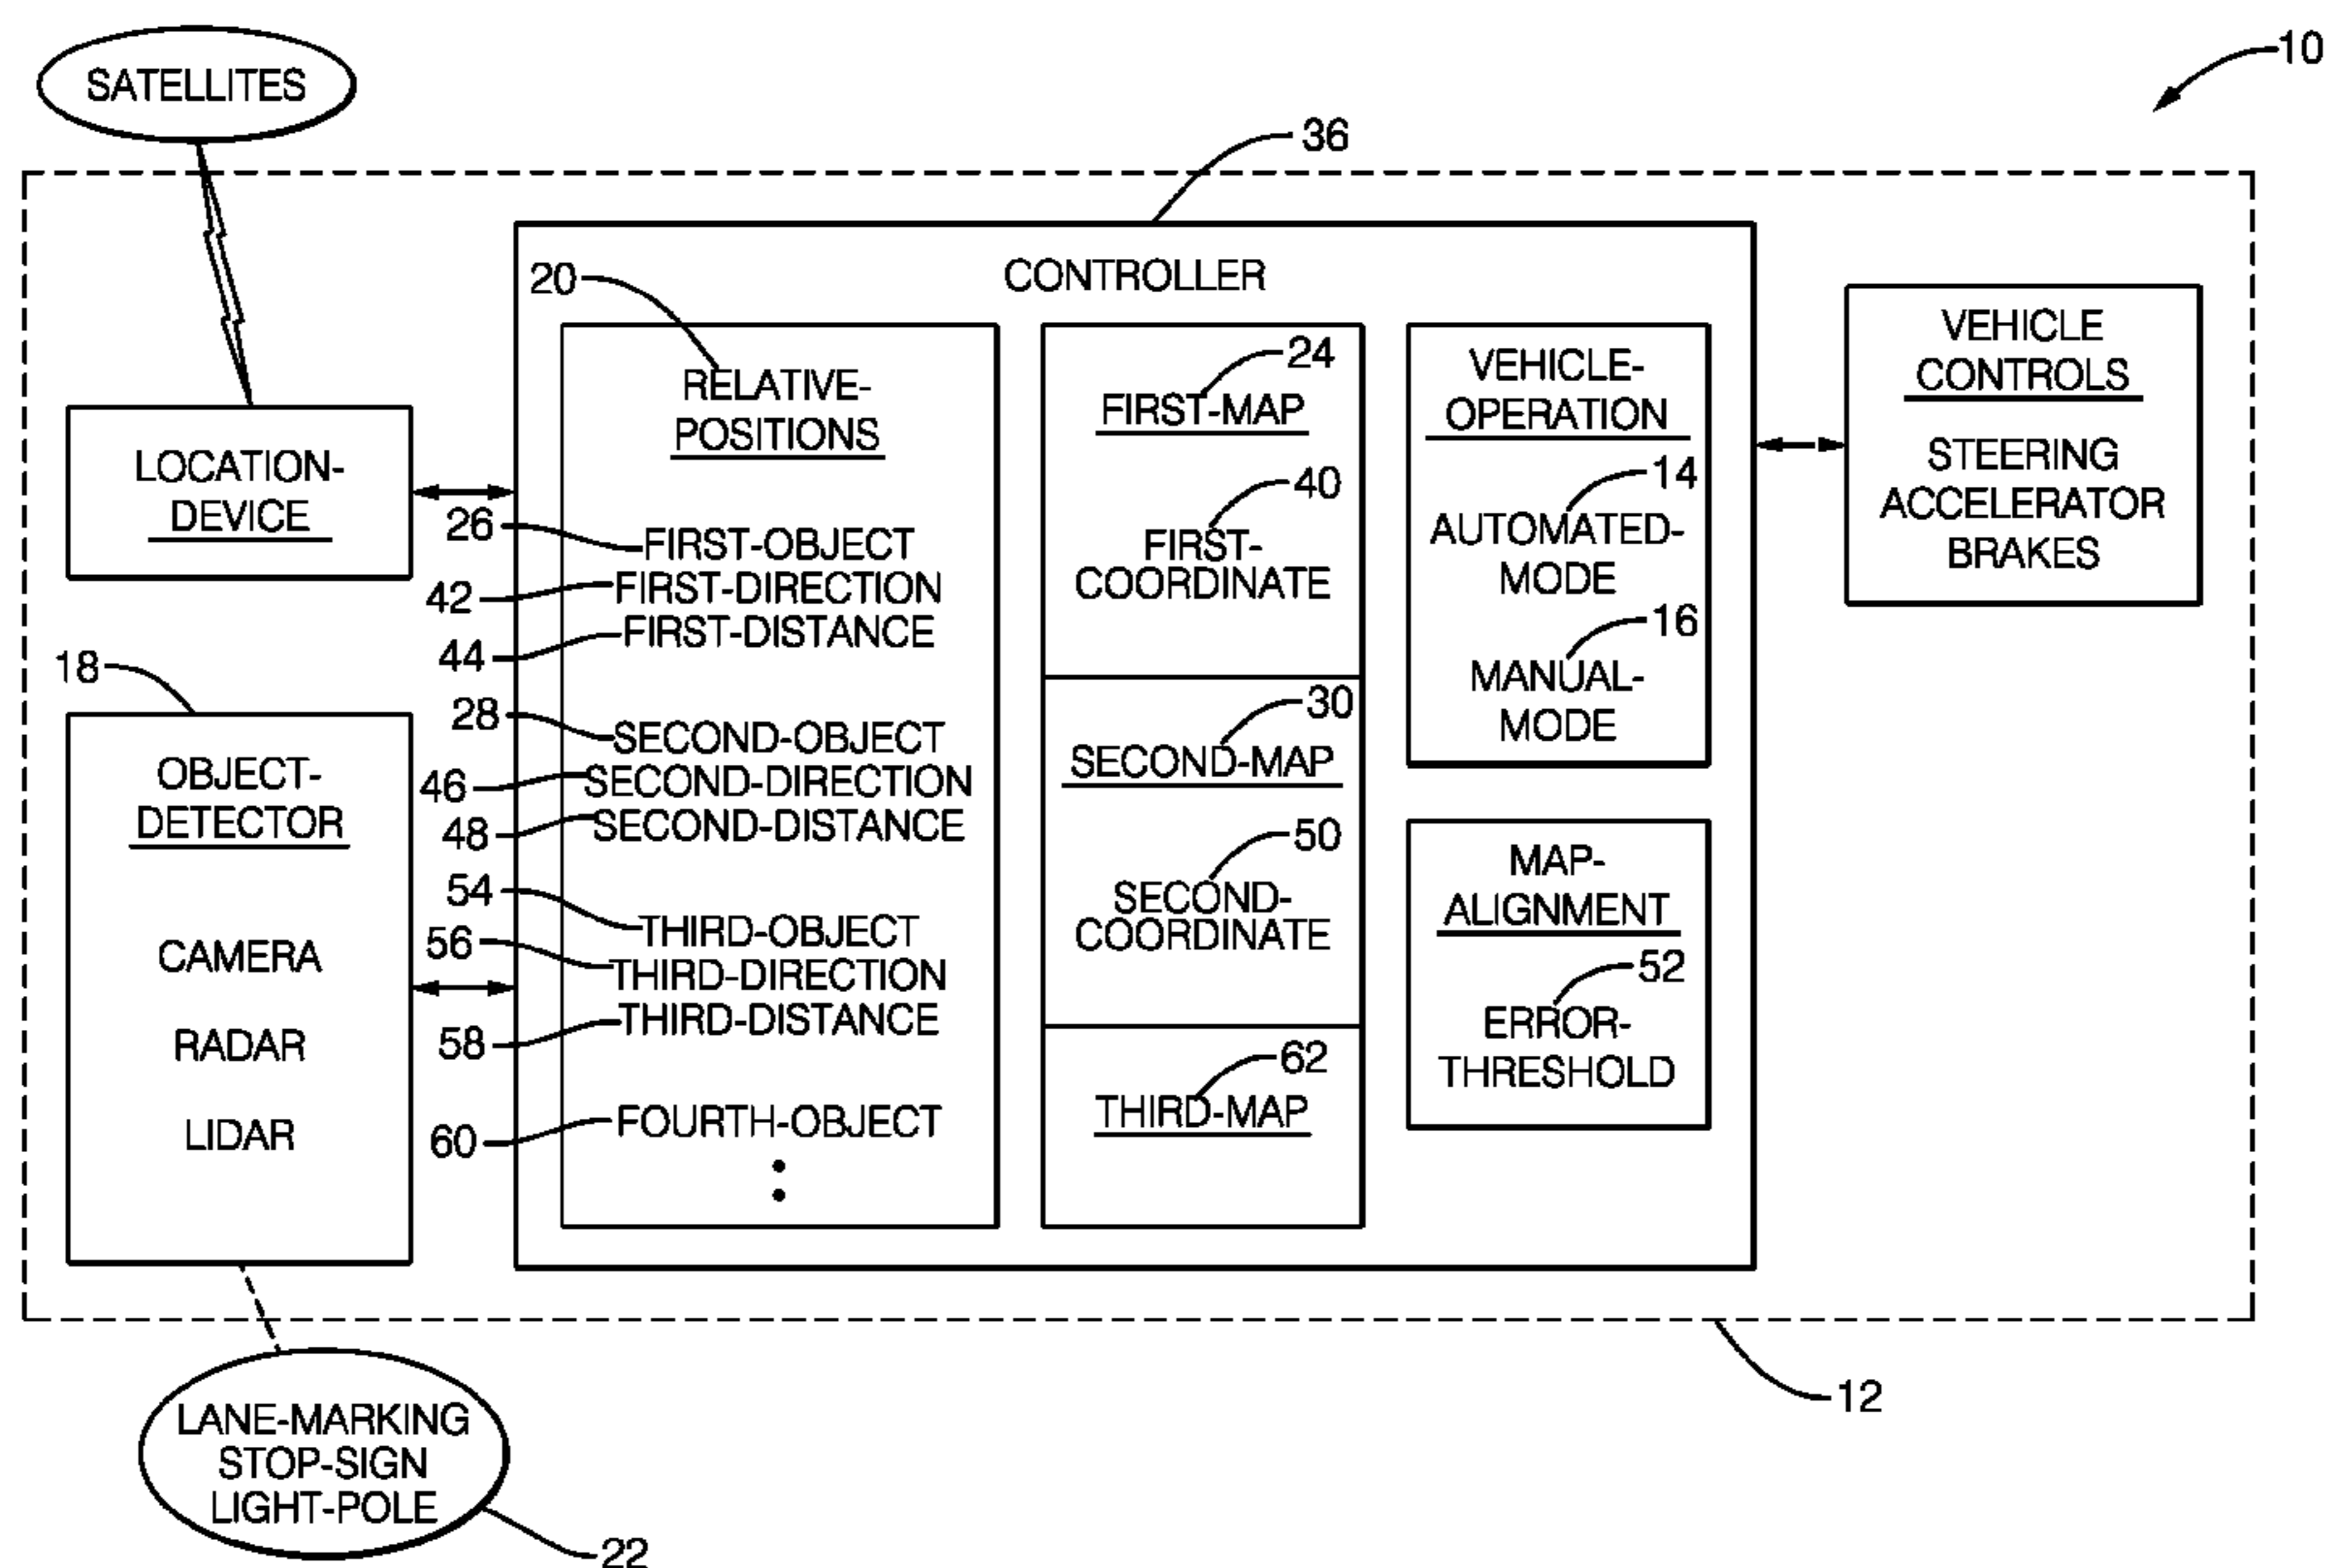 10
SATELLITES
36
CONTROLLER
20
RELATIVE-
POSITIONS
26
FIRST-OBJECT
42
FIRST-DIRECTION
44
FIRST-DISTANCE
28
SECOND-OBJECT
46
SECOND-DIRECTION
48
SECOND-DISTANCE
54
THIRD-OBJECT
56
THIRD-DIRECTION
58
THIRD-DISTANCE
60
FOURTH-OBJECT
24
FIRST-MAP
40
FIRST-
COORDINATE
30
SECOND-MAP
50
SECOND-
COORDINATE
62
THIRD-MAP
VEHICLE-
OPERATION
14
AUTOMATED-
MODE
16
MANUAL-
MODE
MAP-
ALIGNMENT
52
ERROR-
THRESHOLD
VEHICLE
CONTROLS
STEERING
ACCELERATOR
BRAKES
LOCATION-
DEVICE
18
OBJECT-
DETECTOR
CAMERA
RADAR
LIDAR
12
LANE-MARKING
STOP-SIGN
LIGHT-POLE
22